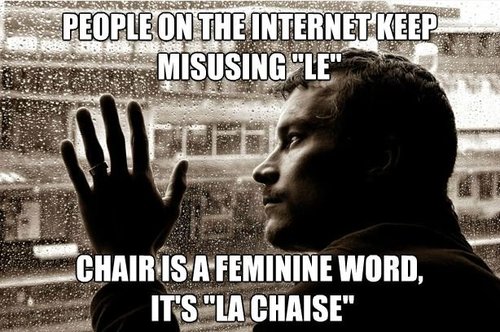 PEOPLE ON THE INTERNET KEEP
MISUSING "LE"
CHAIR IS A FEMININE WORD,
IT'S "LA CHAISE"